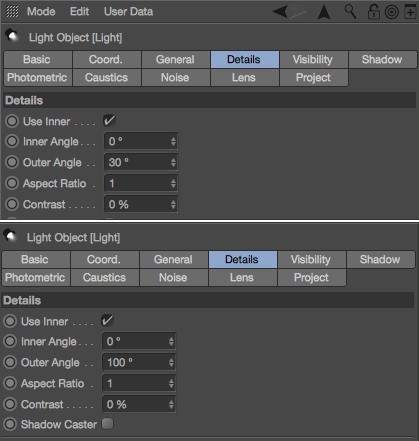 Mode Edit User Data
Light Object [Light]
Basic Coord. General Details Visibility Shadow
Photometric Caustics Noise Lens Project
Details
Use Inner . . . . ✓
Inner Angle . . . 0 °
Outer Angle . . 30 °
Aspect Ratio . 1
Contrast . . . . . 0 %
Light Object [Light]
Basic Coord. General Details Visibility Shadow
Photometric Caustics Noise Lens Project
Details
Use Inner . . . . ✓
Inner Angle . . . 0 °
Outer Angle . . 100 °
Aspect Ratio . 1
Contrast . . . . . 0 %
Shadow Caster